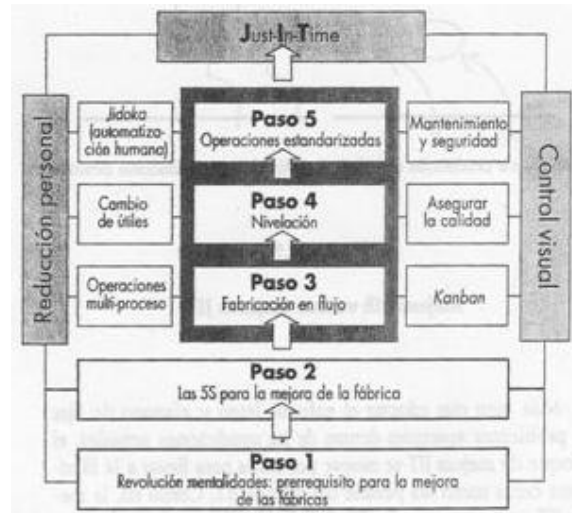 Just-In-Time
Reducción personal
Jidoka
(automatiza-
ción humana)
Paso 5
Operaciones estandarizadas
Mantenimiento
y seguridad
Control visual
Cambio
de útiles
Paso 4
Nivelación
Asegurar
la calidad
Operaciones
multi-proceso
Paso 3
Fabricación en flujo
Kanban
Paso 2
Las 5S para la mejora de la fábrica
Paso 1
Revolución mentalidades: prerrequisito para la mejora
de las fábricas